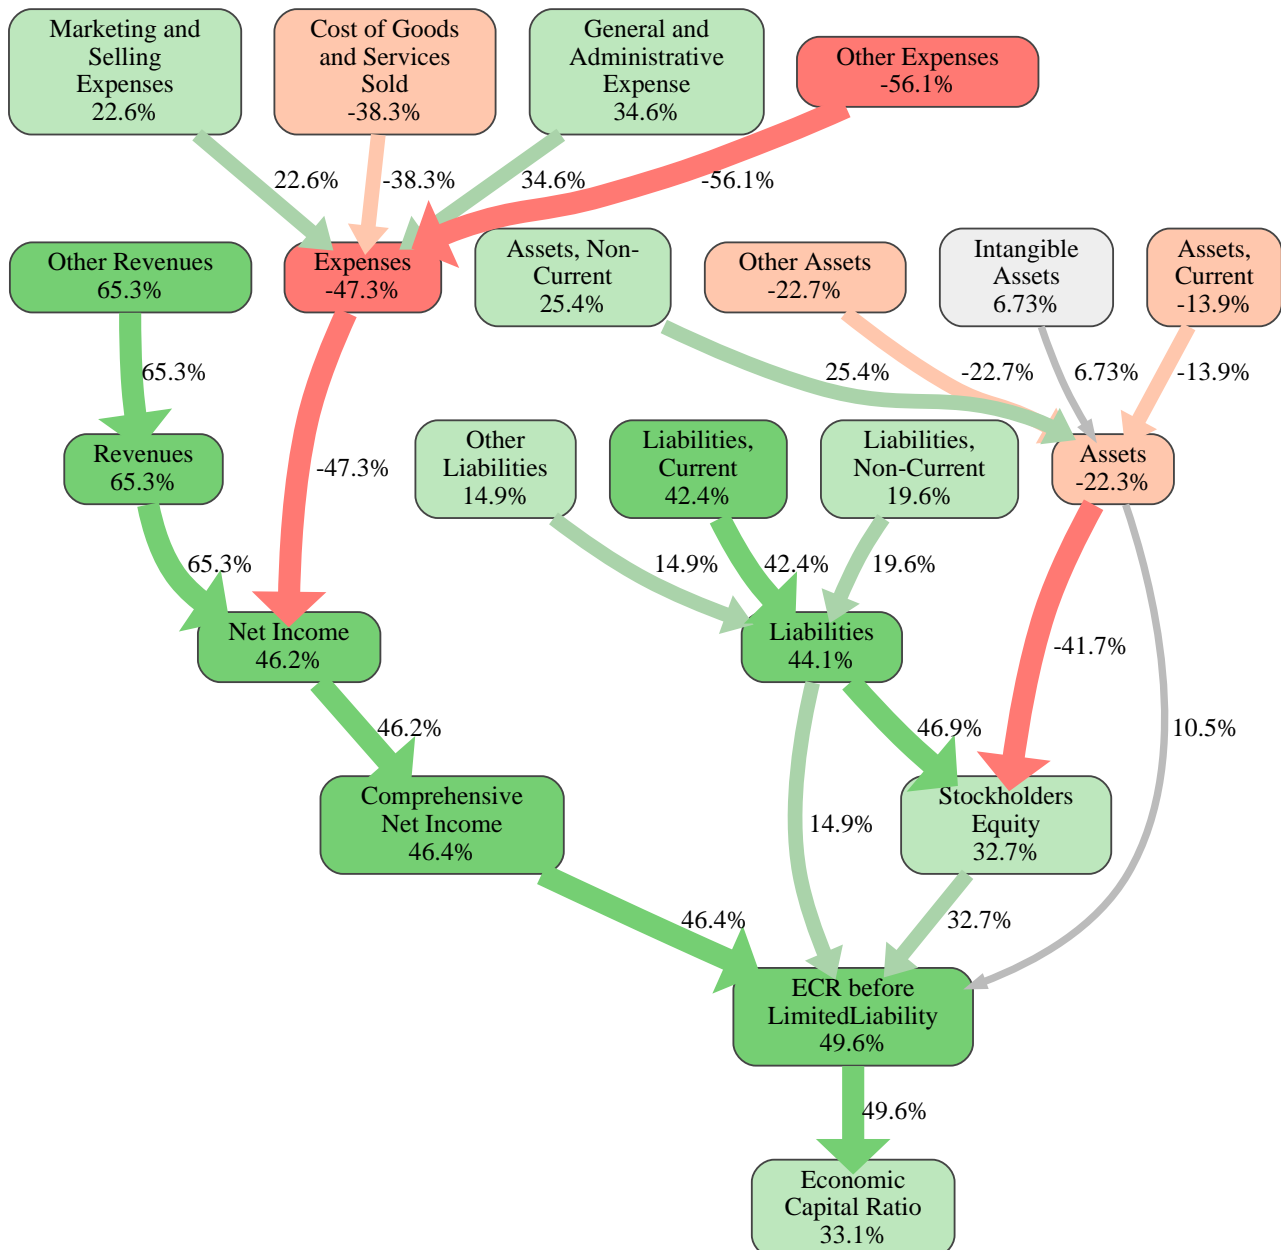 Marketing and
Selling
Expenses
22.6%
Cost of Goods
and Services
Sold
-38.3%
General and
Administrative
Expense
34.6%
Other Expenses
-56.1%
22.6%
-38.3%
34.6%
-56.1%
Other Revenues
65.3%
Expenses
-47.3%
Assets, Non-
Current
25.4%
Other Assets
-22.7%
Intangible
Assets
6.73%
Assets,
Current
-13.9%
65.3%
-47.3%
25.4%
-22.7%
6.73%
-13.9%
Revenues
65.3%
Other
Liabilities
14.9%
Liabilities,
Current
42.4%
Liabilities,
Non-Current
19.6%
Assets
-22.3%
65.3%
14.9%
42.4%
19.6%
-41.7%
10.5%
Net Income
46.2%
Liabilities
44.1%
46.2%
46.9%
14.9%
Comprehensive
Net Income
46.4%
Stockholders
Equity
32.7%
46.4%
32.7%
ECR before
LimitedLiability
49.6%
49.6%
Economic
Capital Ratio
33.1%